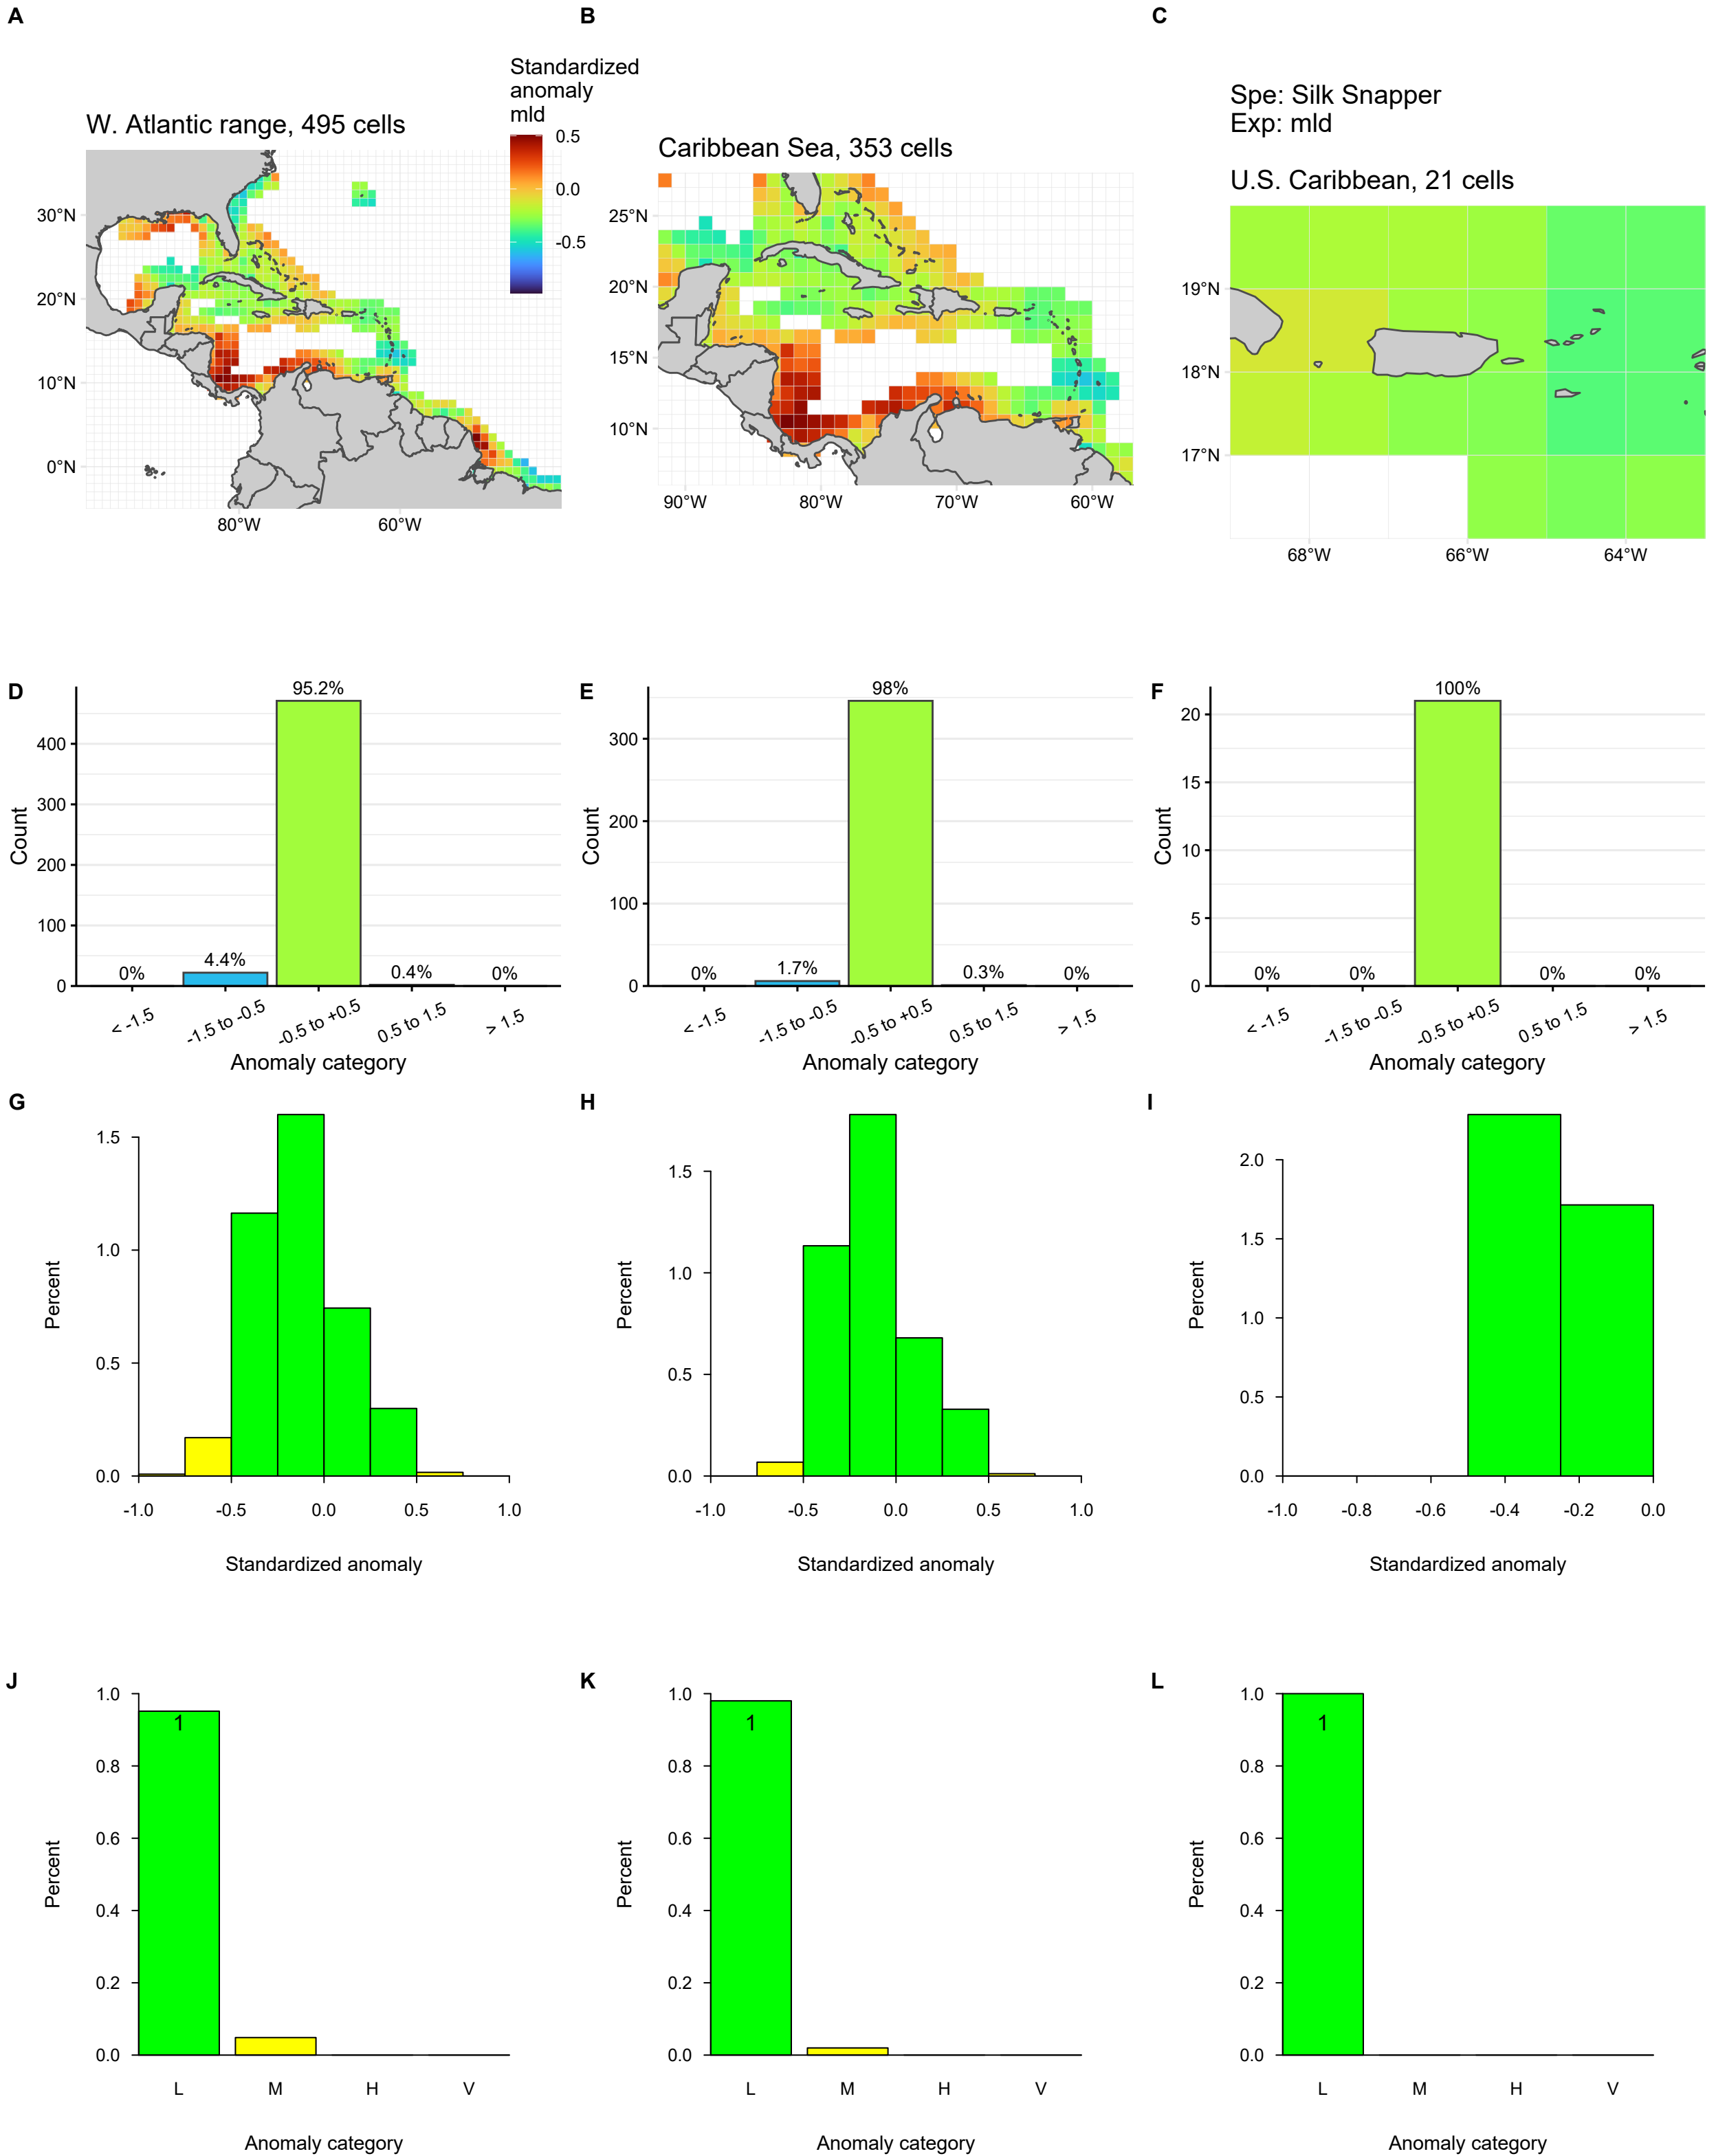 A
B
C
Standardized
anomaly
mld
0.5
0.0
-0.5
W. Atlantic range, 495 cells
30°N
20°N
10°N
0°N
80°W
60°W
Caribbean Sea, 353 cells
25°N
20°N
15°N
10°N
90°W
80°W
70°W
60°W
Spe: Silk Snapper
Exp: mld
U.S. Caribbean, 21 cells
19°N
18°N
17°N
68°W
66°W
64°W
D
Count
400
300
200
100
0
0%
4.4%
95.2%
0.4%
0%
< -1.5
-1.5 to -0.5
-0.5 to +0.5
0.5 to 1.5
> 1.5
Anomaly category
E
Count
300
200
100
0
0%
1.7%
98%
0.3%
0%
< -1.5
-1.5 to -0.5
-0.5 to +0.5
0.5 to 1.5
> 1.5
Anomaly category
F
Count
20
15
10
5
0
0%
0%
100%
0%
0%
< -1.5
-1.5 to -0.5
-0.5 to +0.5
0.5 to 1.5
> 1.5
Anomaly category
G
Percent
1.5
1.0
0.5
0.0
-1.0 -0.5 0.0 0.5 1.0
Standardized anomaly
H
Percent
1.5
1.0
0.5
0.0
-1.0 -0.5 0.0 0.5 1.0
Standardized anomaly
I
Percent
2.0
1.5
1.0
0.5
0.0
-1.0 -0.8 -0.6 -0.4 -0.2 0.0
Standardized anomaly
J
Percent
1.0
0.8
0.6
0.4
0.2
0.0
1
L M H V
Anomaly category
K
Percent
1.0
0.8
0.6
0.4
0.2
0.0
1
L M H V
Anomaly category
L
Percent
1.0
0.8
0.6
0.4
0.2
0.0
1
L M H V
Anomaly category